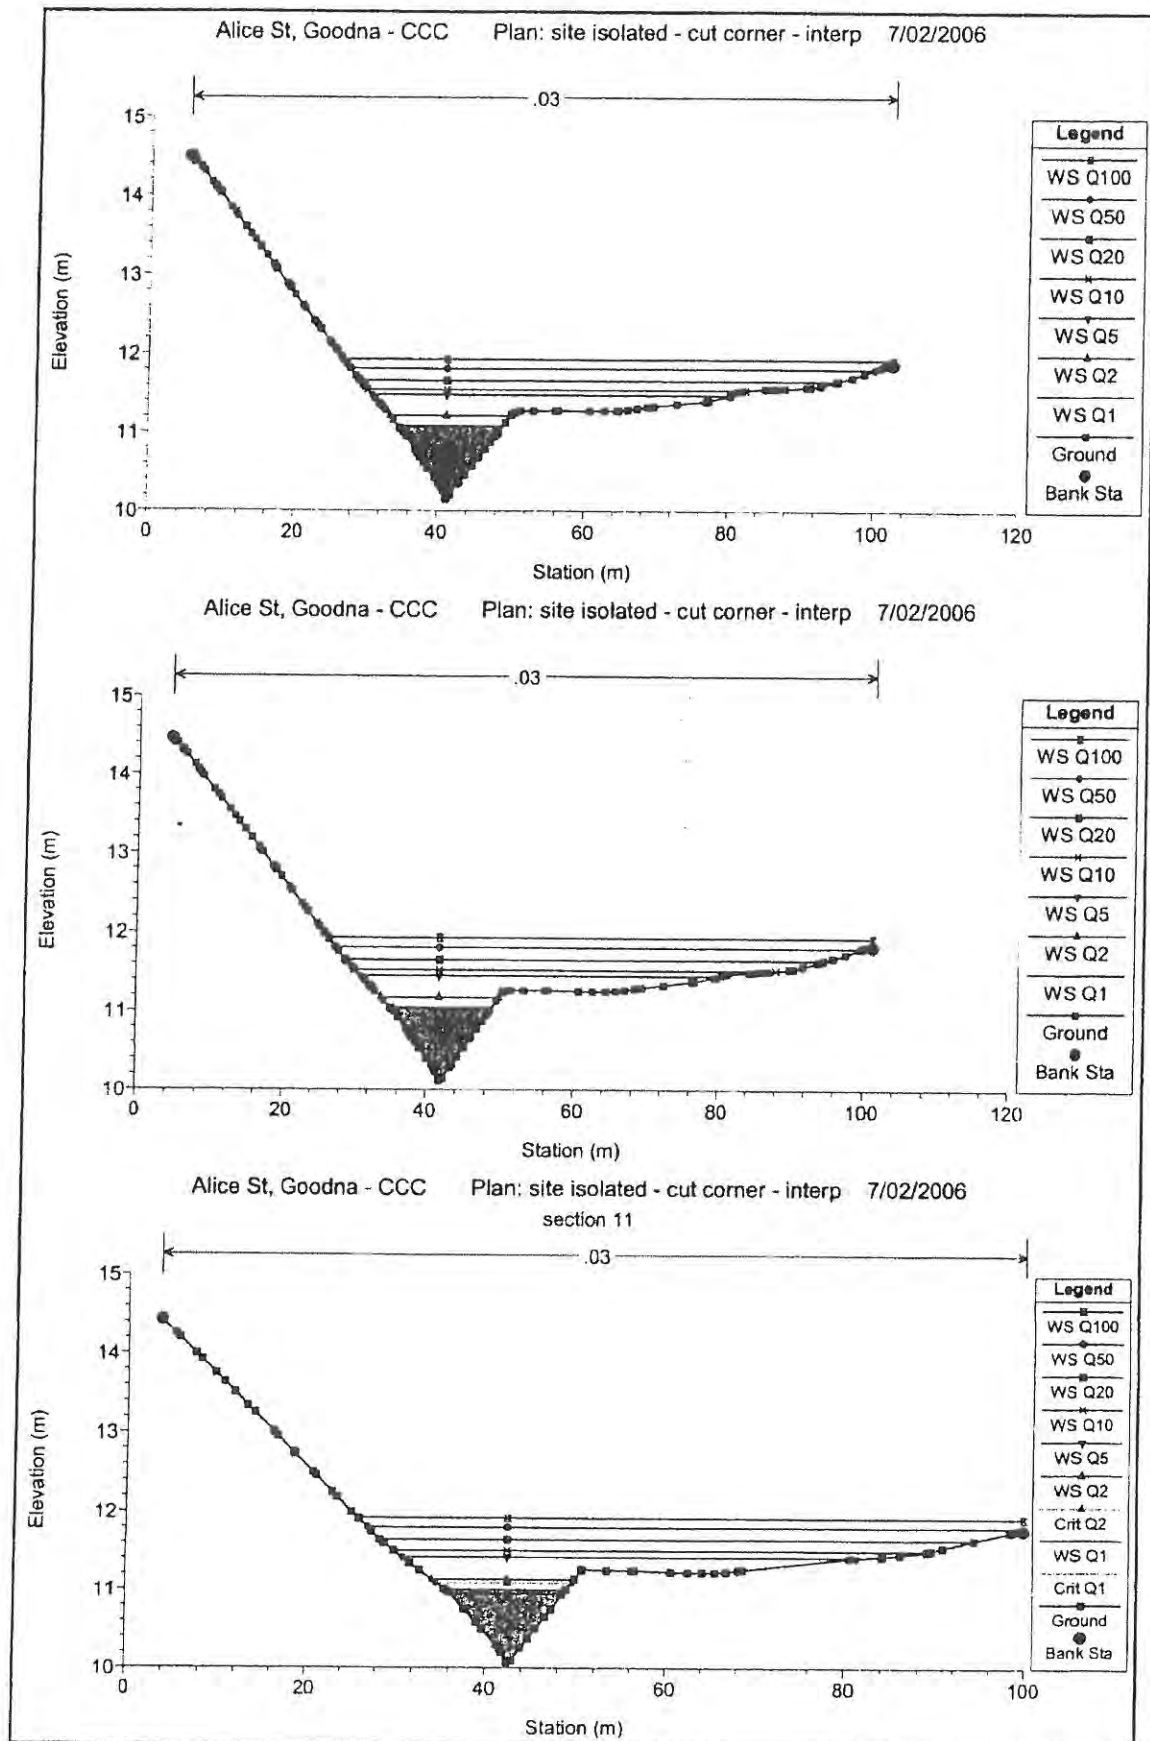 Alice St, Goodna - CCC Plan: site isolated - cut corner - interp 7/02/2006
.03
15
14
13
12
11
10
Elevation (m)
0 20 40 60 80 100 120
Station (m)
Legend
WS Q100
WS Q50
WS Q20
WS Q10
WS Q5
WS Q2
WS Q1
Ground
Bank Sta
Alice St, Goodna - CCC Plan: site isolated - cut corner - interp 7/02/2006
.03
15
14
13
12
11
10
Elevation (m)
0 20 40 60 80 100 120
Station (m)
Legend
WS Q100
WS Q50
WS Q20
WS Q10
WS Q5
WS Q2
WS Q1
Ground
Bank Sta
Alice St, Goodna - CCC Plan: site isolated - cut corner - interp 7/02/2006
section 11
.03
15
14
13
12
11
10
Elevation (m)
0 20 40 60 80 100
Station (m)
Legend
WS Q100
WS Q50
WS Q20
WS Q10
WS Q5
WS Q2
Crit Q2
WS Q1
Crit Q1
Ground
Bank Sta